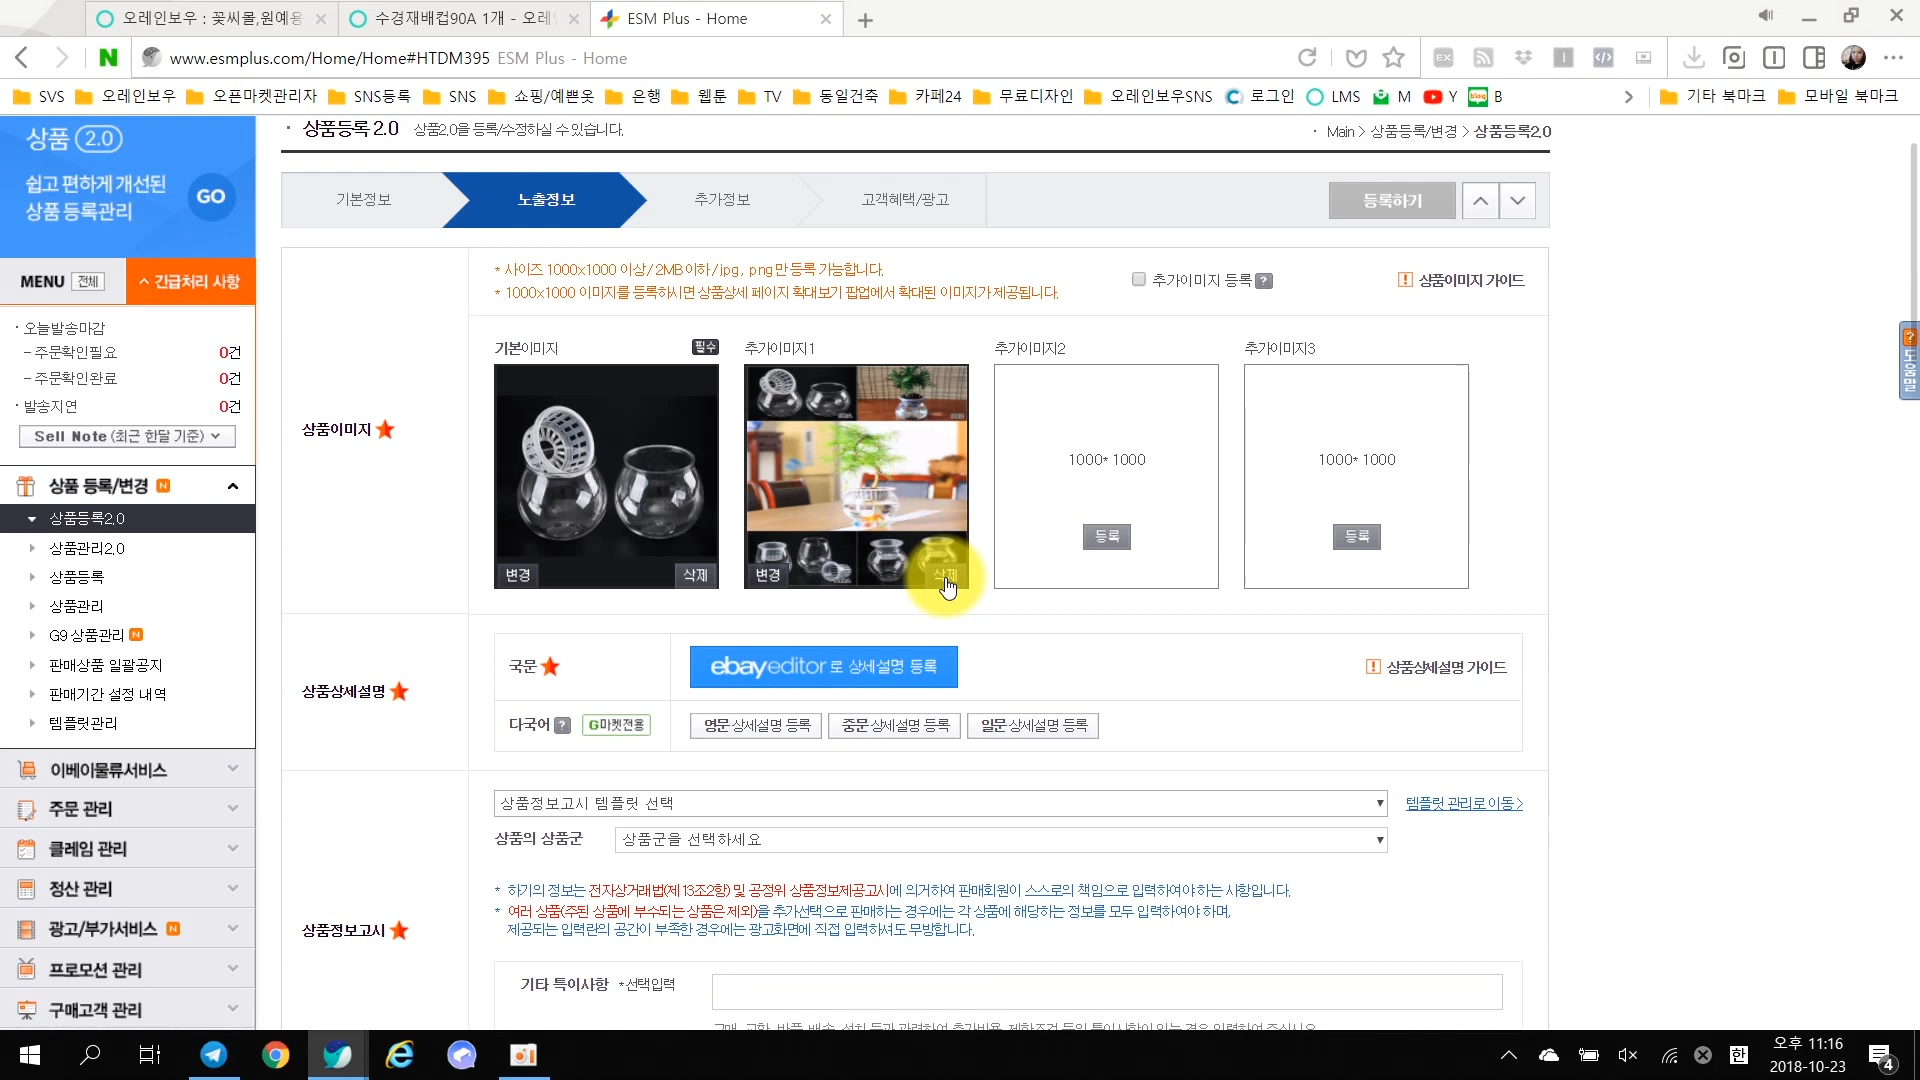 오레인보우 : 꽃씨몰,원예용
수경재배컵90A 1개 - 오레인
ESM Plus - Home
N
www.esmplus.com/Home/Home#HTDM395 ESM Plus - Home
SVS 오레인보우 오픈마켓관리자 SNS등록 SNS 쇼핑/예쁜옷 은행 웹툰 TV 동일건축 카페24 무료디자인 오레인보우SNS 로그인 LMS M Y B 기타 북마크 모바일 북마크
상품 2.0
쉽고 편하게 개선된
상품 등록관리
GO
MENU 전체
긴급처리 사항
· 오늘발송마감
- 주문확인필요 0건
- 주문확인완료 0건
· 발송지연 0건
Sell Note (최근 한달 기준)
상품 등록/변경 N
상품등록2.0
상품관리2.0
상품등록
상품관리
G9 상품관리 N
판매상품 일괄공지
판매기간 설정 내역
템플릿관리
이베이물류서비스
주문 관리
클레임 관리
정산 관리
광고/부가서비스 N
프로모션 관리
구매고객 관리
· 상품등록 2.0 상품2.0을 등록/수정하실 수 있습니다.
· Main > 상품등록/변경 > 상품등록2.0
기본정보 노출정보 추가정보 고객혜택/광고 등록하기
상품이미지
* 사이즈 1000x1000 이상 / 2MB 이하 / jpg, png만 등록 가능합니다.
* 1000x1000 이미지를 등록하시면 상품상세 페이지 확대보기 팝업에서 확대된 이미지가 제공됩니다.
추가이미지 등록 ?
! 상품이미지 가이드
기본이미지 필수 추가이미지1 추가이미지2 추가이미지3
1000* 1000 1000* 1000
등록 등록
변경 삭제 변경 삭제
상품상세설명
국문
ebayeditor로 상세설명 등록
! 상품상세설명 가이드
다국어 ? G마켓전용
영문 상세설명 등록 중문 상세설명 등록 일문 상세설명 등록
상품정보고시
상품정보고시 템플릿 선택
템플릿 관리로 이동 >
상품의 상품군 상품군을 선택하세요
* 하기의 정보는 전자상거래법(제13조2항) 및 공정위 상품정보제공고시에 의거하여 판매회원이 스스로의 책임으로 입력하여야 하는 사항입니다.
* 여러 상품(주된 상품에 부수되는 상품은 제외)을 추가선택으로 판매하는 경우에는 각 상품에 해당하는 정보를 모두 입력하여야 하며,
제공되는 입력란의 공간이 부족한 경우에는 광고화면에 직접 입력하셔도 무방합니다.
기타 특이사항 *선택입력
? 도움말
한
오후 11:16
2018-10-23
4